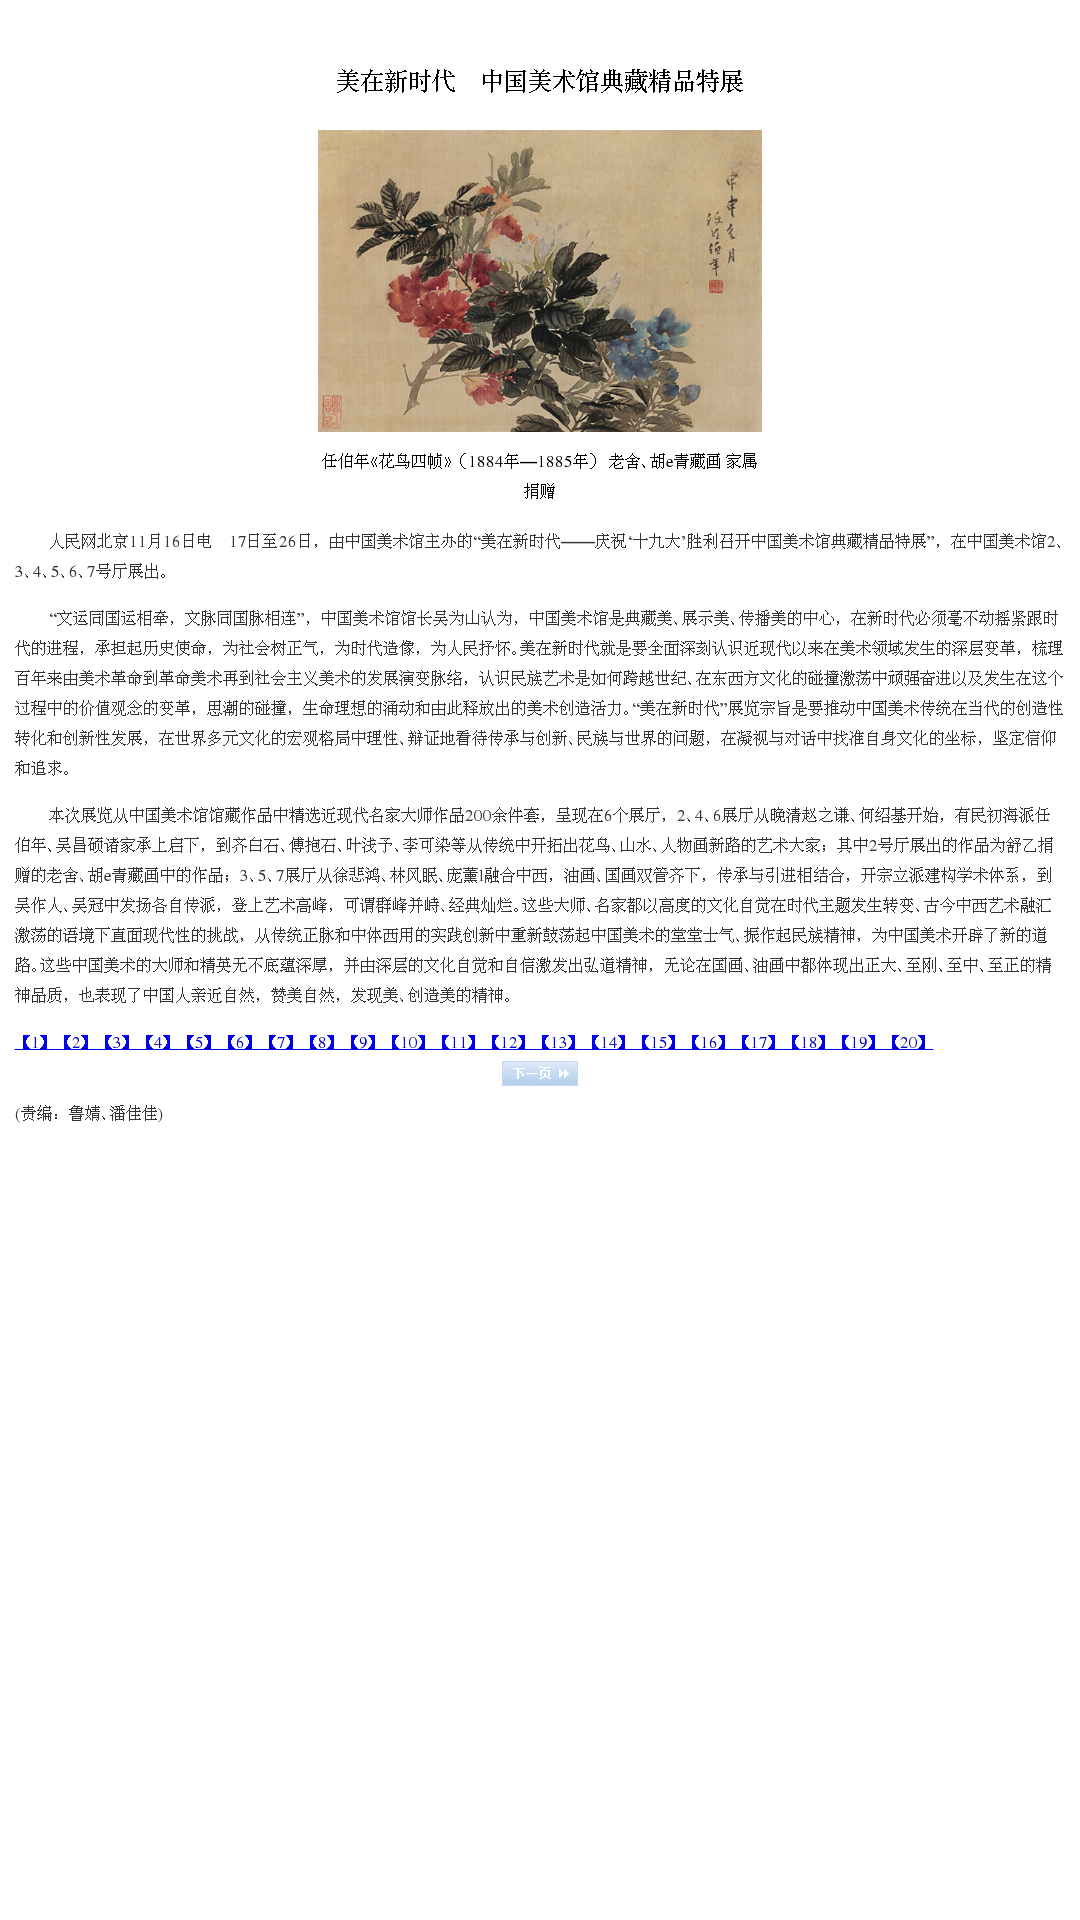 美在新时代　中国美术馆典藏精品特展
甲申冬月
任颐伯年
任伯年《花鸟四帧》（1884年—1885年） 老舍、胡e青藏画 家属
捐赠
人民网北京11月16日电　17日至26日，由中国美术馆主办的“美在新时代——庆祝‘十九大’胜利召开中国美术馆典藏精品特展”，在中国美术馆2、
3、4、5、6、7号厅展出。
“文运同国运相牵，文脉同国脉相连”，中国美术馆馆长吴为山认为，中国美术馆是典藏美、展示美、传播美的中心，在新时代必须毫不动摇紧跟时
代的进程，承担起历史使命，为社会树正气，为时代造像，为人民抒怀。美在新时代就是要全面深刻认识近现代以来在美术领域发生的深层变革，梳理
百年来由美术革命到革命美术再到社会主义美术的发展演变脉络，认识民族艺术是如何跨越世纪、在东西方文化的碰撞激荡中顽强奋进以及发生在这个
过程中的价值观念的变革，思潮的碰撞，生命理想的涌动和由此释放出的美术创造活力。“美在新时代”展览宗旨是要推动中国美术传统在当代的创造性
转化和创新性发展，在世界多元文化的宏观格局中理性、辩证地看待传承与创新、民族与世界的问题，在凝视与对话中找准自身文化的坐标，坚定信仰
和追求。
本次展览从中国美术馆馆藏作品中精选近现代名家大师作品200余件套，呈现在6个展厅，2、4、6展厅从晚清赵之谦、何绍基开始，有民初海派任
伯年、吴昌硕诸家承上启下，到齐白石、傅抱石、叶浅予、李可染等从传统中开拓出花鸟、山水、人物画新路的艺术大家；其中2号厅展出的作品为舒乙捐
赠的老舍、胡e青藏画中的作品；3、5、7展厅从徐悲鸿、林风眠、庞薰l融合中西，油画、国画双管齐下，传承与引进相结合，开宗立派建构学术体系，到
吴作人、吴冠中发扬各自传派，登上艺术高峰，可谓群峰并峙、经典灿烂。这些大师、名家都以高度的文化自觉在时代主题发生转变、古今中西艺术融汇
激荡的语境下直面现代性的挑战，从传统正脉和中体西用的实践创新中重新鼓荡起中国美术的堂堂士气、振作起民族精神，为中国美术开辟了新的道
路。这些中国美术的大师和精英无不底蕴深厚，并由深层的文化自觉和自信激发出弘道精神，无论在国画、油画中都体现出正大、至刚、至中、至正的精
神品质，也表现了中国人亲近自然，赞美自然，发现美、创造美的精神。
【1】 【2】 【3】 【4】 【5】 【6】 【7】 【8】 【9】 【10】 【11】 【12】 【13】 【14】 【15】 【16】 【17】 【18】 【19】 【20】
下一页
(责编：鲁婧、潘佳佳)